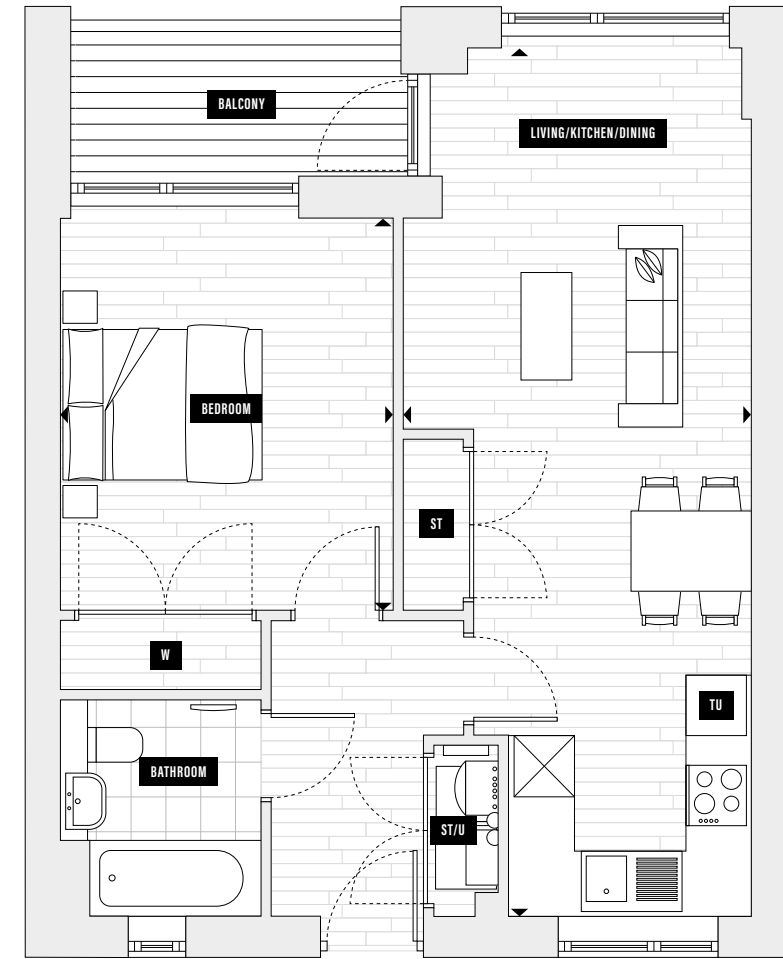 BALCONY
LIVING/KITCHEN/DINING
BEDROOM
ST
W
TU
BATHROOM
ST/U